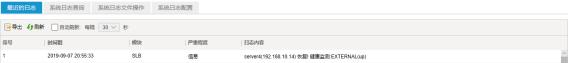 最近的日志 系统日志查询 系统日志文件操作 系统日志配置
导出 刷新 自动刷新: 每隔 30 秒
序号 时间戳 模块 严重程度 日志内容
1 2019-09-07 20:55:33 SLB 信息 server4(192.168.10.14) 恢复! 健康监测:EXTERNAL(up)